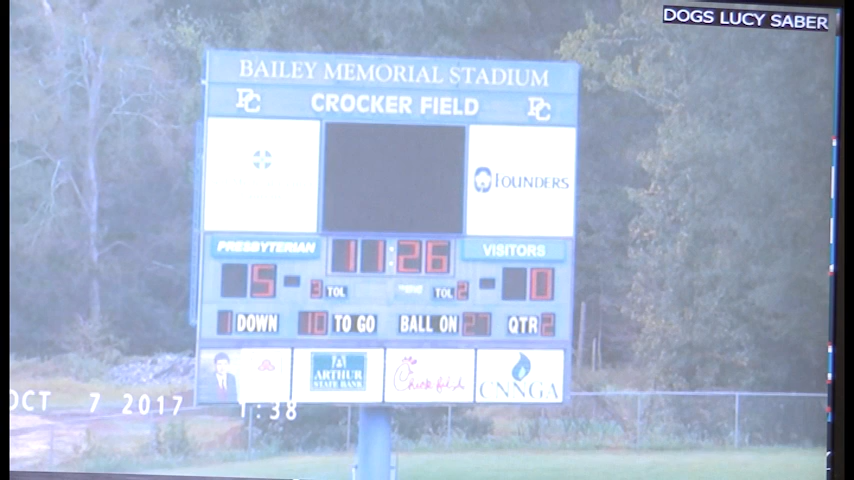 DOGS LUCY SABER
BAILEY MEMORIAL STADIUM
PC CROCKER FIELD PC
FOUNDERS
PRESBYTERIAN 11:26 VISITORS
5 3 TOL TOL 2 0
1 DOWN 10 TO GO BALL ON 27 QTR 2
ARTHUR
STATE BANK
Chick-fil-A
CNNGA
OCT 7 2017 1:38